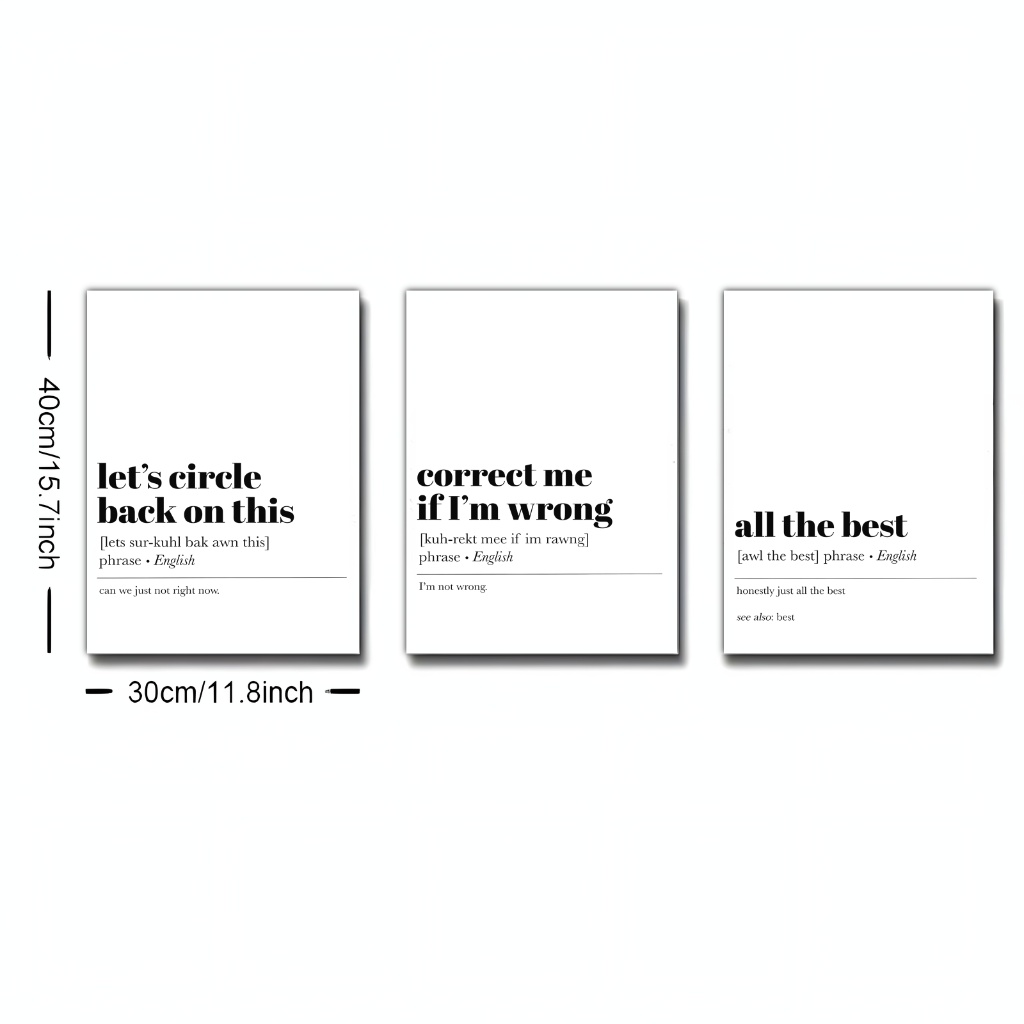 40cm/15.7inch
let's circle
back on this
[lets sur-kuhl bak awn this]
phrase • English
can we just not right now.
30cm/11.8inch
correct me
if I'm wrong
[kuh-rekt mee if im rawng]
phrase • English
I'm not wrong.
all the best
[awl the best] phrase • English
honestly just all the best
see also: best